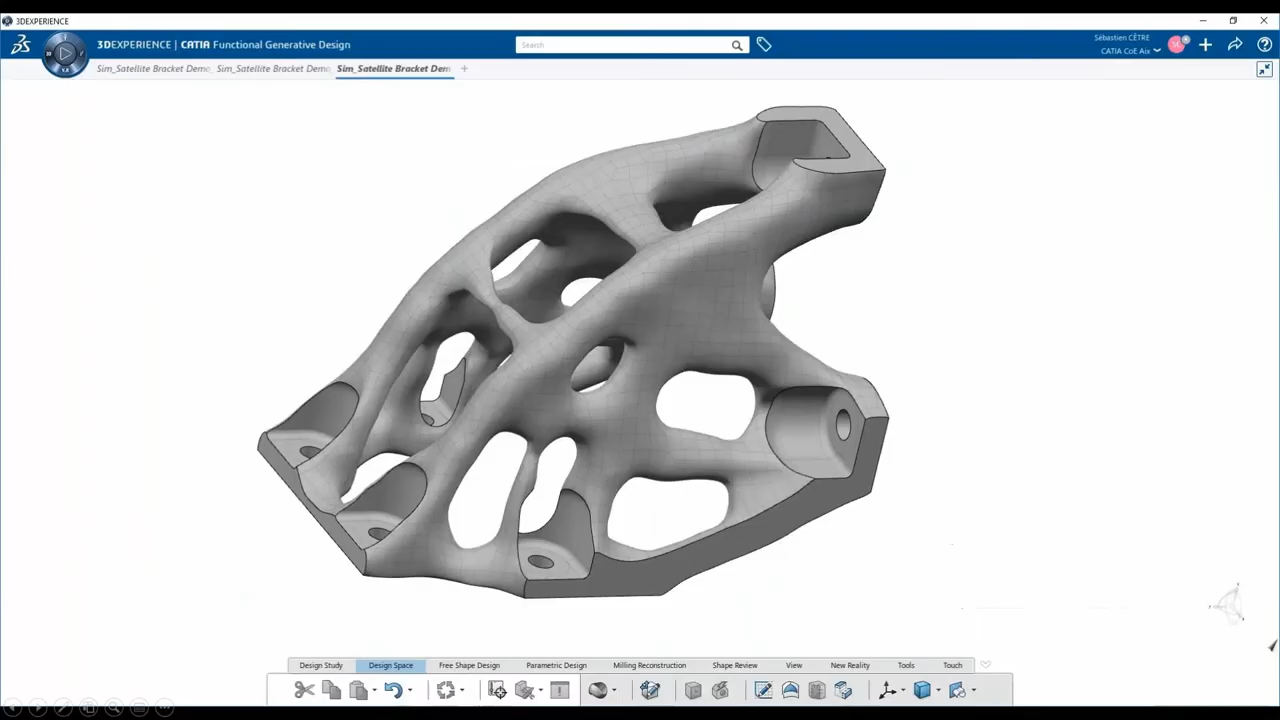 3DEXPERIENCE
3DEXPERIENCE | CATIA Functional Generative Design
Search
Sébastien CÊTRE
CATIA CoE Aix
Sim_Satellite Bracket Demo
Sim_Satellite Bracket Demo
Sim_Satellite Bracket Dem
Design Study
Design Space
Free Shape Design
Parametric Design
Milling Reconstruction
Shape Review
View
New Reality
Tools
Touch